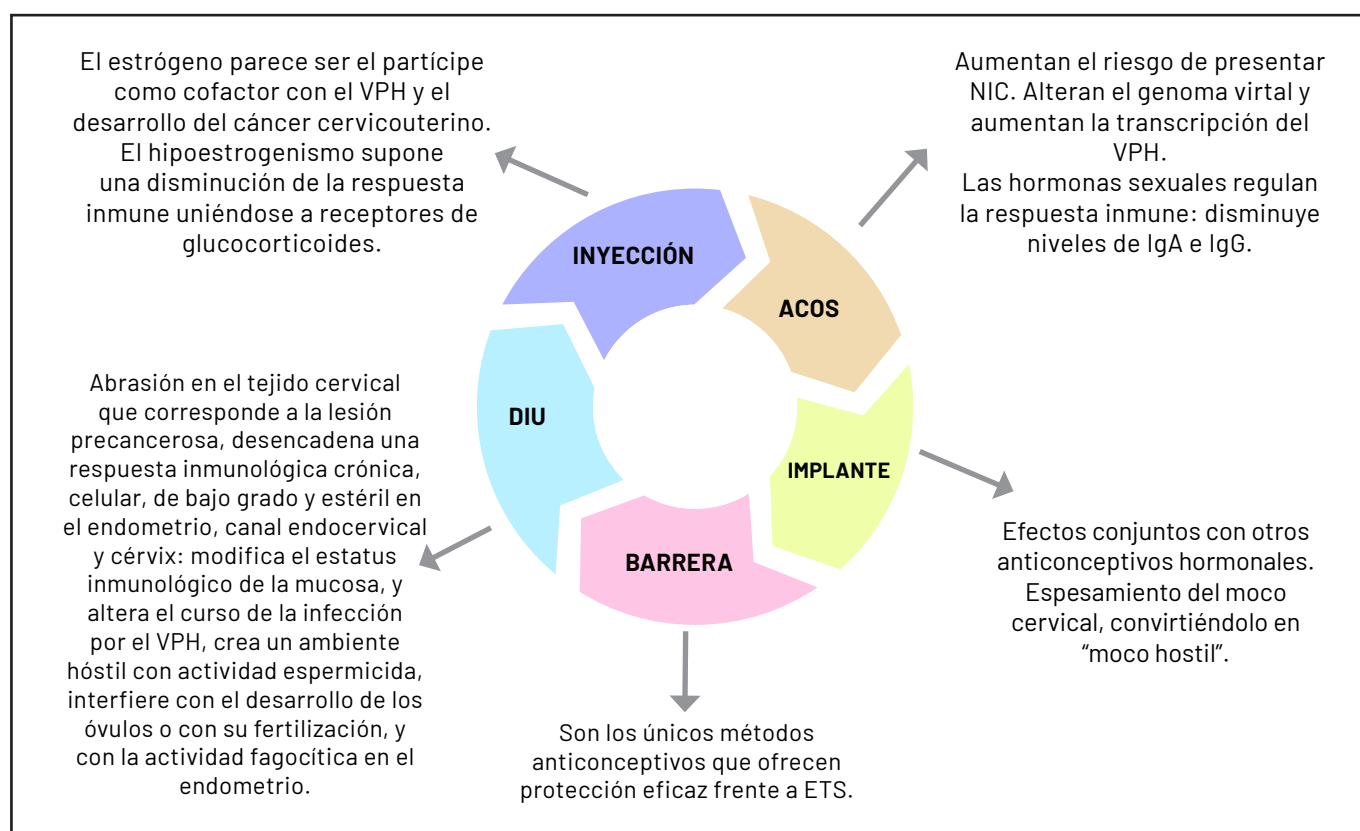 El estrógeno parece ser el partícipe
como cofactor con el VPH y el
desarrollo del cáncer cervicouterino.
El hipoestrogenismo supone
una disminución de la respuesta
inmune uniéndose a receptores de
glucocorticoides.
Aumentan el riesgo de presentar
NIC. Alteran el genoma virtal y
aumentan la transcripción del
VPH.
Las hormonas sexuales regulan
la respuesta inmune: disminuye
niveles de IgA e IgG.
INYECCIÓN
ACOS
DIU
IMPLANTE
BARRERA
Abrasión en el tejido cervical
que corresponde a la lesión
precancerosa, desencadena una
respuesta inmunológica crónica,
celular, de bajo grado y estéril en
el endometrio, canal endocervical
y cérvix: modifica el estatus
inmunológico de la mucosa, y
altera el curso de la infección
por el VPH, crea un ambiente
hóstil con actividad espermicida,
interfiere con el desarrollo de los
óvulos o con su fertilización, y
con la actividad fagocítica en el
endometrio.
Efectos conjuntos con otros
anticonceptivos hormonales.
Espesamiento del moco
cervical, convirtiéndolo en
“moco hostil”.
Son los únicos métodos
anticonceptivos que ofrecen
protección eficaz frente a ETS.